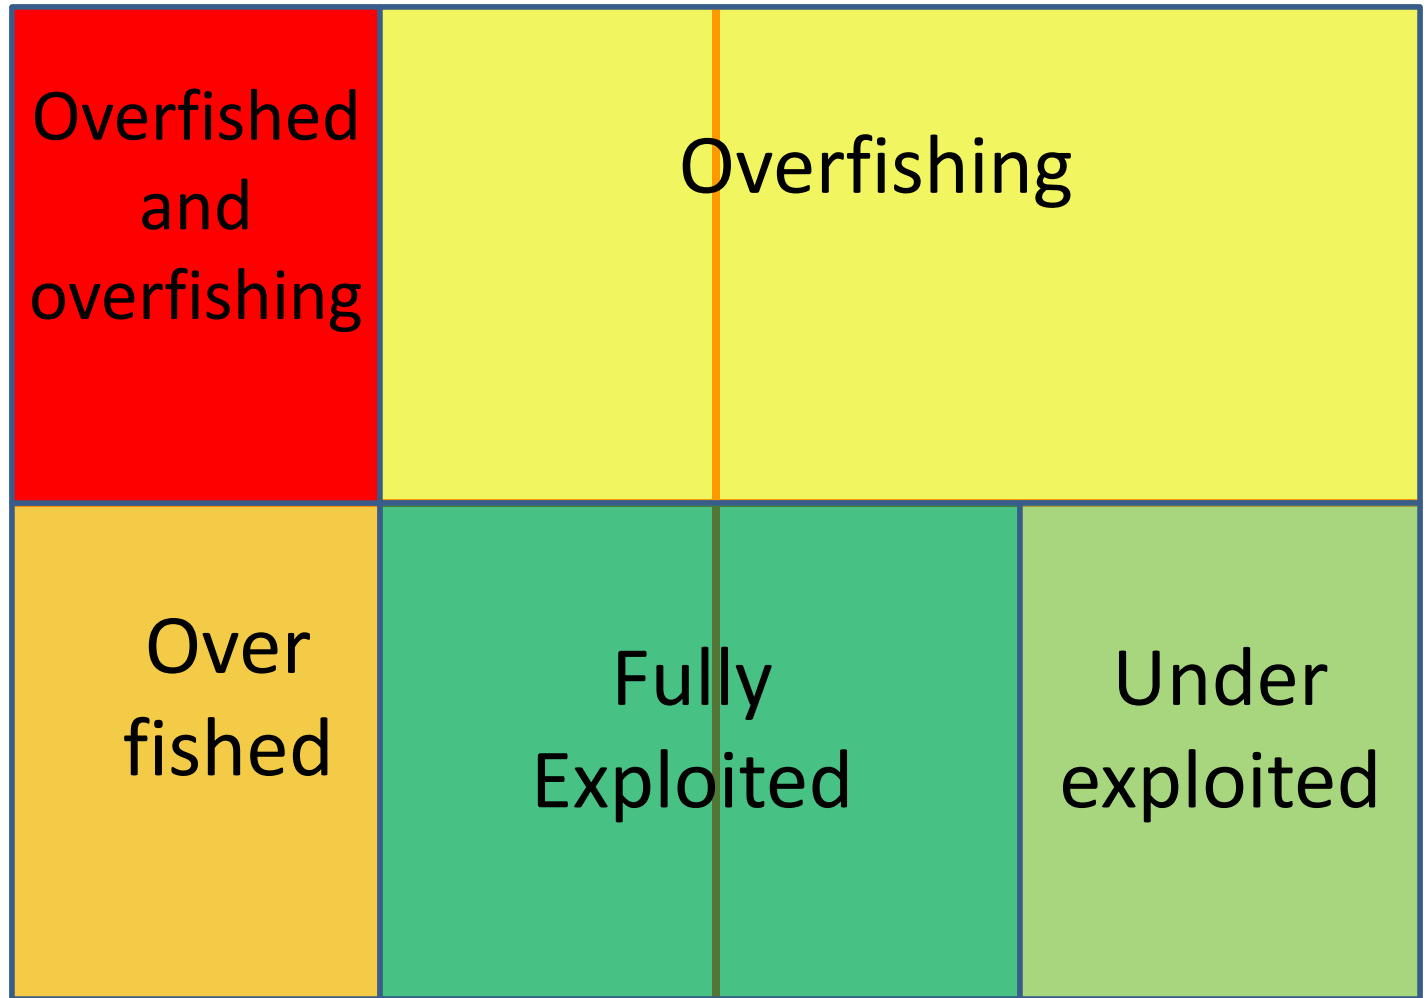 Overfished
and
overfishing
Overfishing
Over
fished
Fully
Exploited
Under
exploited